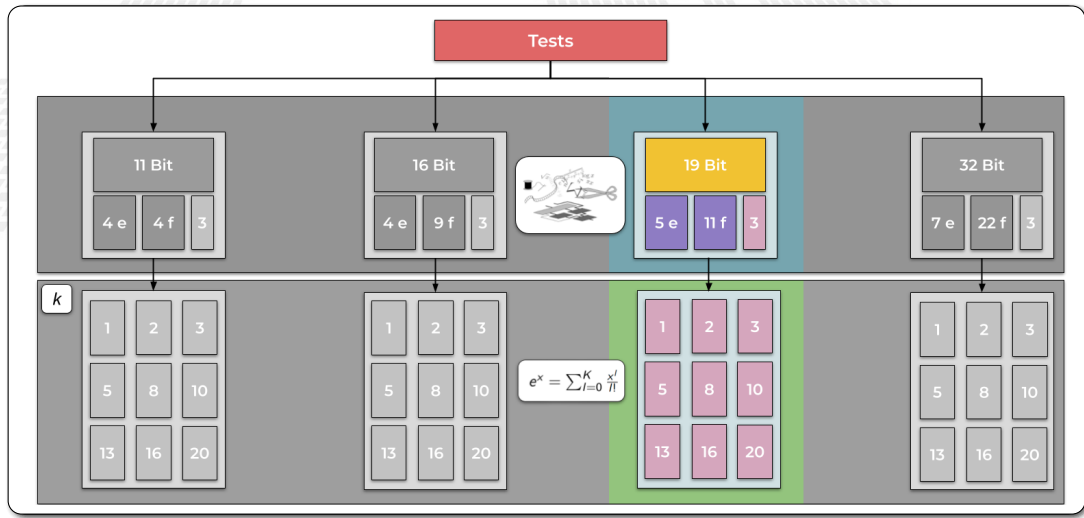 Tests
11 Bit
4 e 4 f 3
16 Bit
4 e 9 f 3
19 Bit
5 e 11 f 3
32 Bit
7 e 22 f 3
k
1 2 3
5 8 10
13 16 20
1 2 3
5 8 10
13 16 20
e^x = ∑_{l=0}^{K} x^l/l!
1 2 3
5 8 10
13 16 20
1 2 3
5 8 10
13 16 20